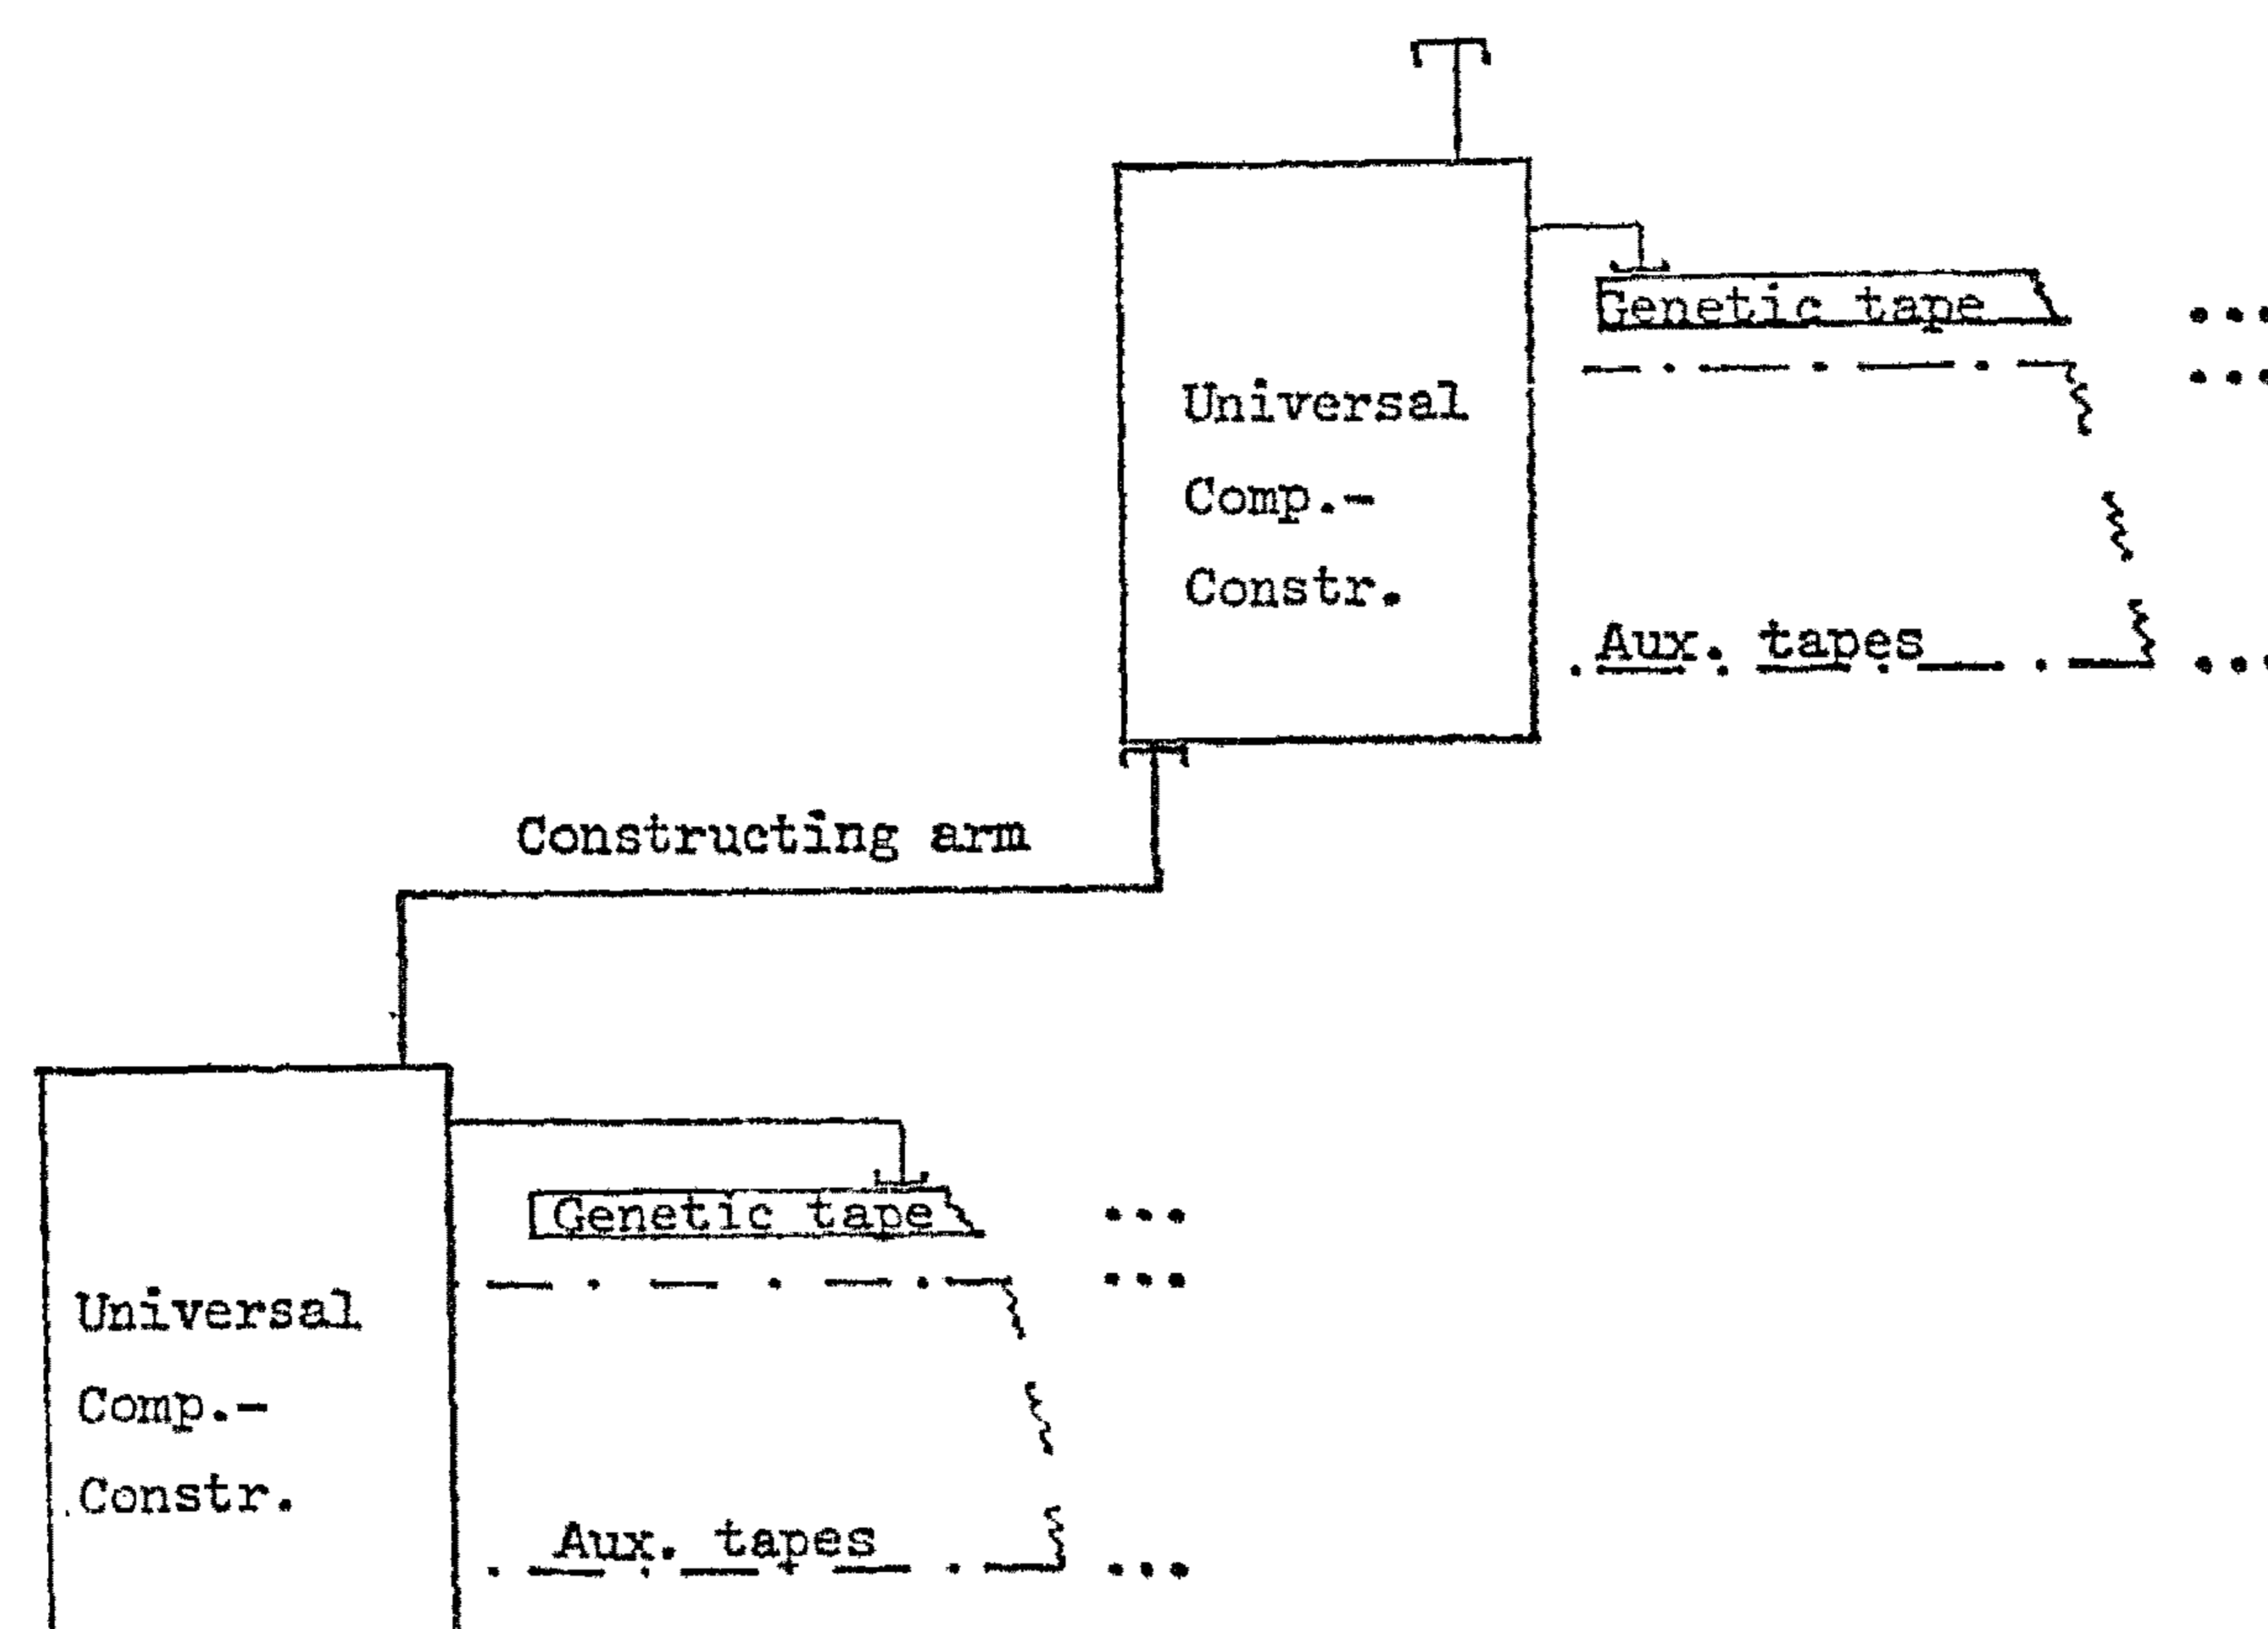 Genetic tape
Universal
Comp.-
Constr.
Aux. tapes
Constructing arm
Genetic tape
Universal
Comp.-
Constr.
Aux. tapes